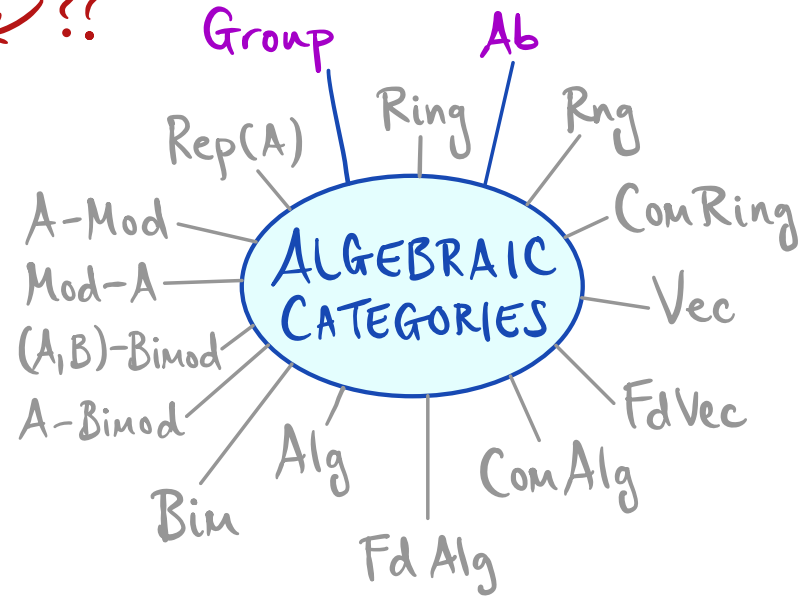 ??
Group
Ab
Ring
Rng
Rep(A)
A-Mod
ComRing
ALGEBRAIC
CATEGORIES
Mod-A
Vec
(A,B)-Bimod
A-Bimod
FdVec
Alg
ComAlg
Bim
Fd Alg